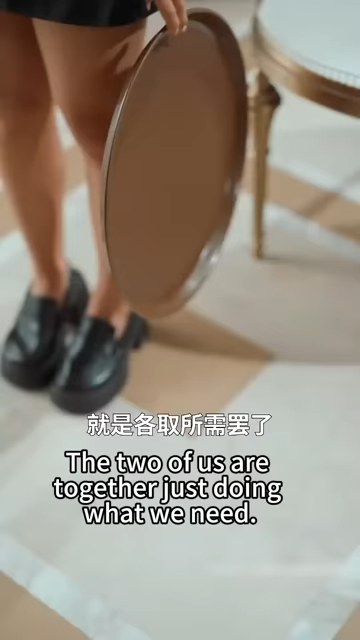 就是各取所需罢了
The two of us are
together just doing
what we need.